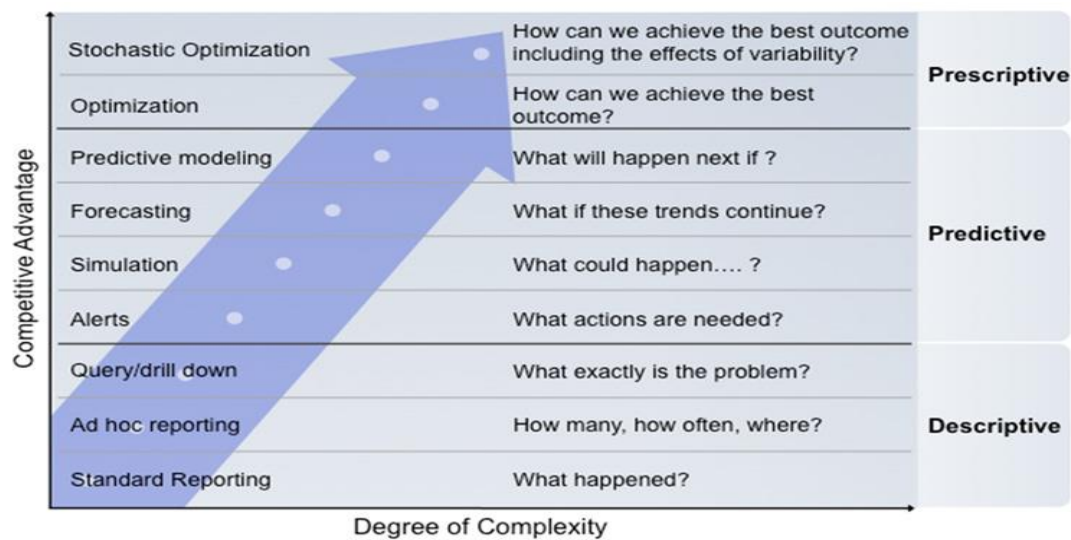 Competitive Advantage
Stochastic Optimization
How can we achieve the best outcome
including the effects of variability?
Prescriptive
Optimization
How can we achieve the best
outcome?
Predictive modeling
What will happen next if ?
Forecasting
What if these trends continue?
Predictive
Simulation
What could happen.... ?
Alerts
What actions are needed?
Query/drill down
What exactly is the problem?
Ad hoc reporting
How many, how often, where?
Descriptive
Standard Reporting
What happened?
Degree of Complexity